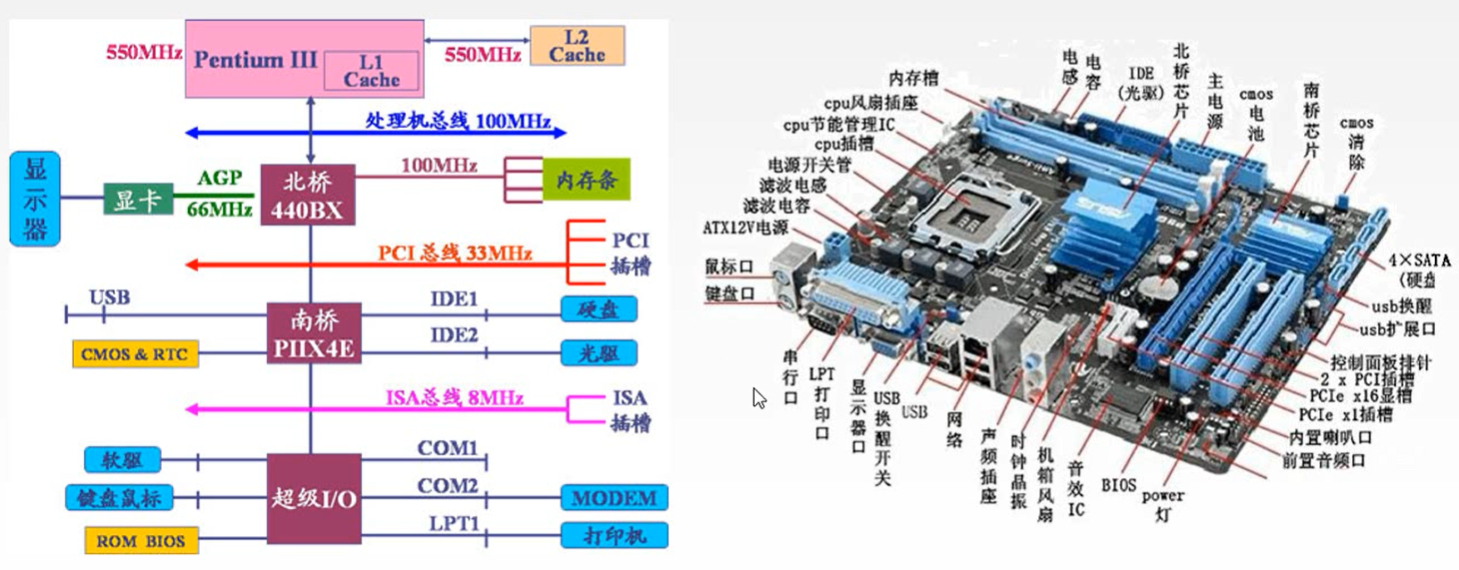 550MHz
Pentium III
L1
Cache
550MHz
L2
Cache
处理机总线 100MHz
显
示
器
显卡
AGP
66MHz
北桥
440BX
100MHz
内存条
PCI 总线 33MHz
PCI
插槽
USB
CMOS & RTC
南桥
PIIX4E
IDE1
硬盘
IDE2
光驱
ISA总线 8MHz
ISA
插槽
软驱
键盘鼠标
ROM BIOS
超级I/O
COM1
COM2
MODEM
LPT1
打印机
内存槽
cpu风扇插座
cpu节能管理IC
cpu插槽
电源开关管
滤波电感
滤波电容
ATX12V电源
鼠标口
键盘口
电感
电容
IDE
(光驱)
北桥芯片
主电源
cmos
电池
南桥芯片
cmos
清除
4×SATA
(硬盘
usb换醒
usb扩展口
控制面板排针
2 x PCI插槽
PCIe x16显槽
PCIe x1插槽
内置喇叭口
前置音频口
串行口
LPT
打印口
显示器口
USB
换醒开关
USB
网络
声频插座
时钟晶振
机箱风扇
音效
IC
BIOS
power
灯